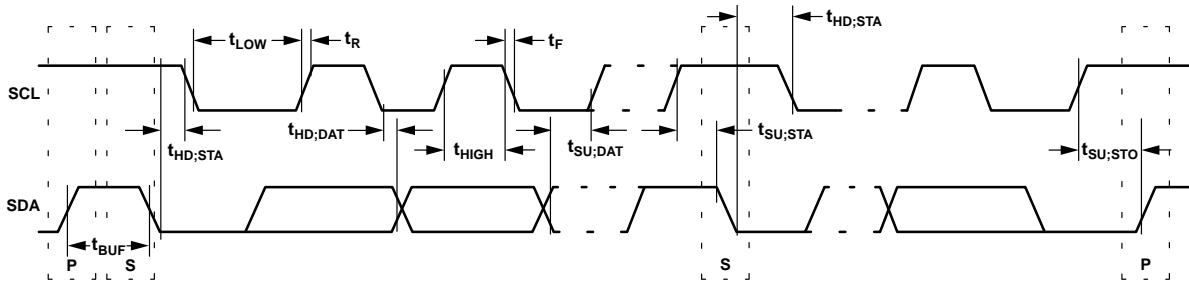 tHD;STA
tLOW
tR
tF
SCL
tHD;STA
tHD;DAT
tHIGH
tSU;DAT
tSU;STA
tSU;STO
SDA
tBUF
P
S
S
P